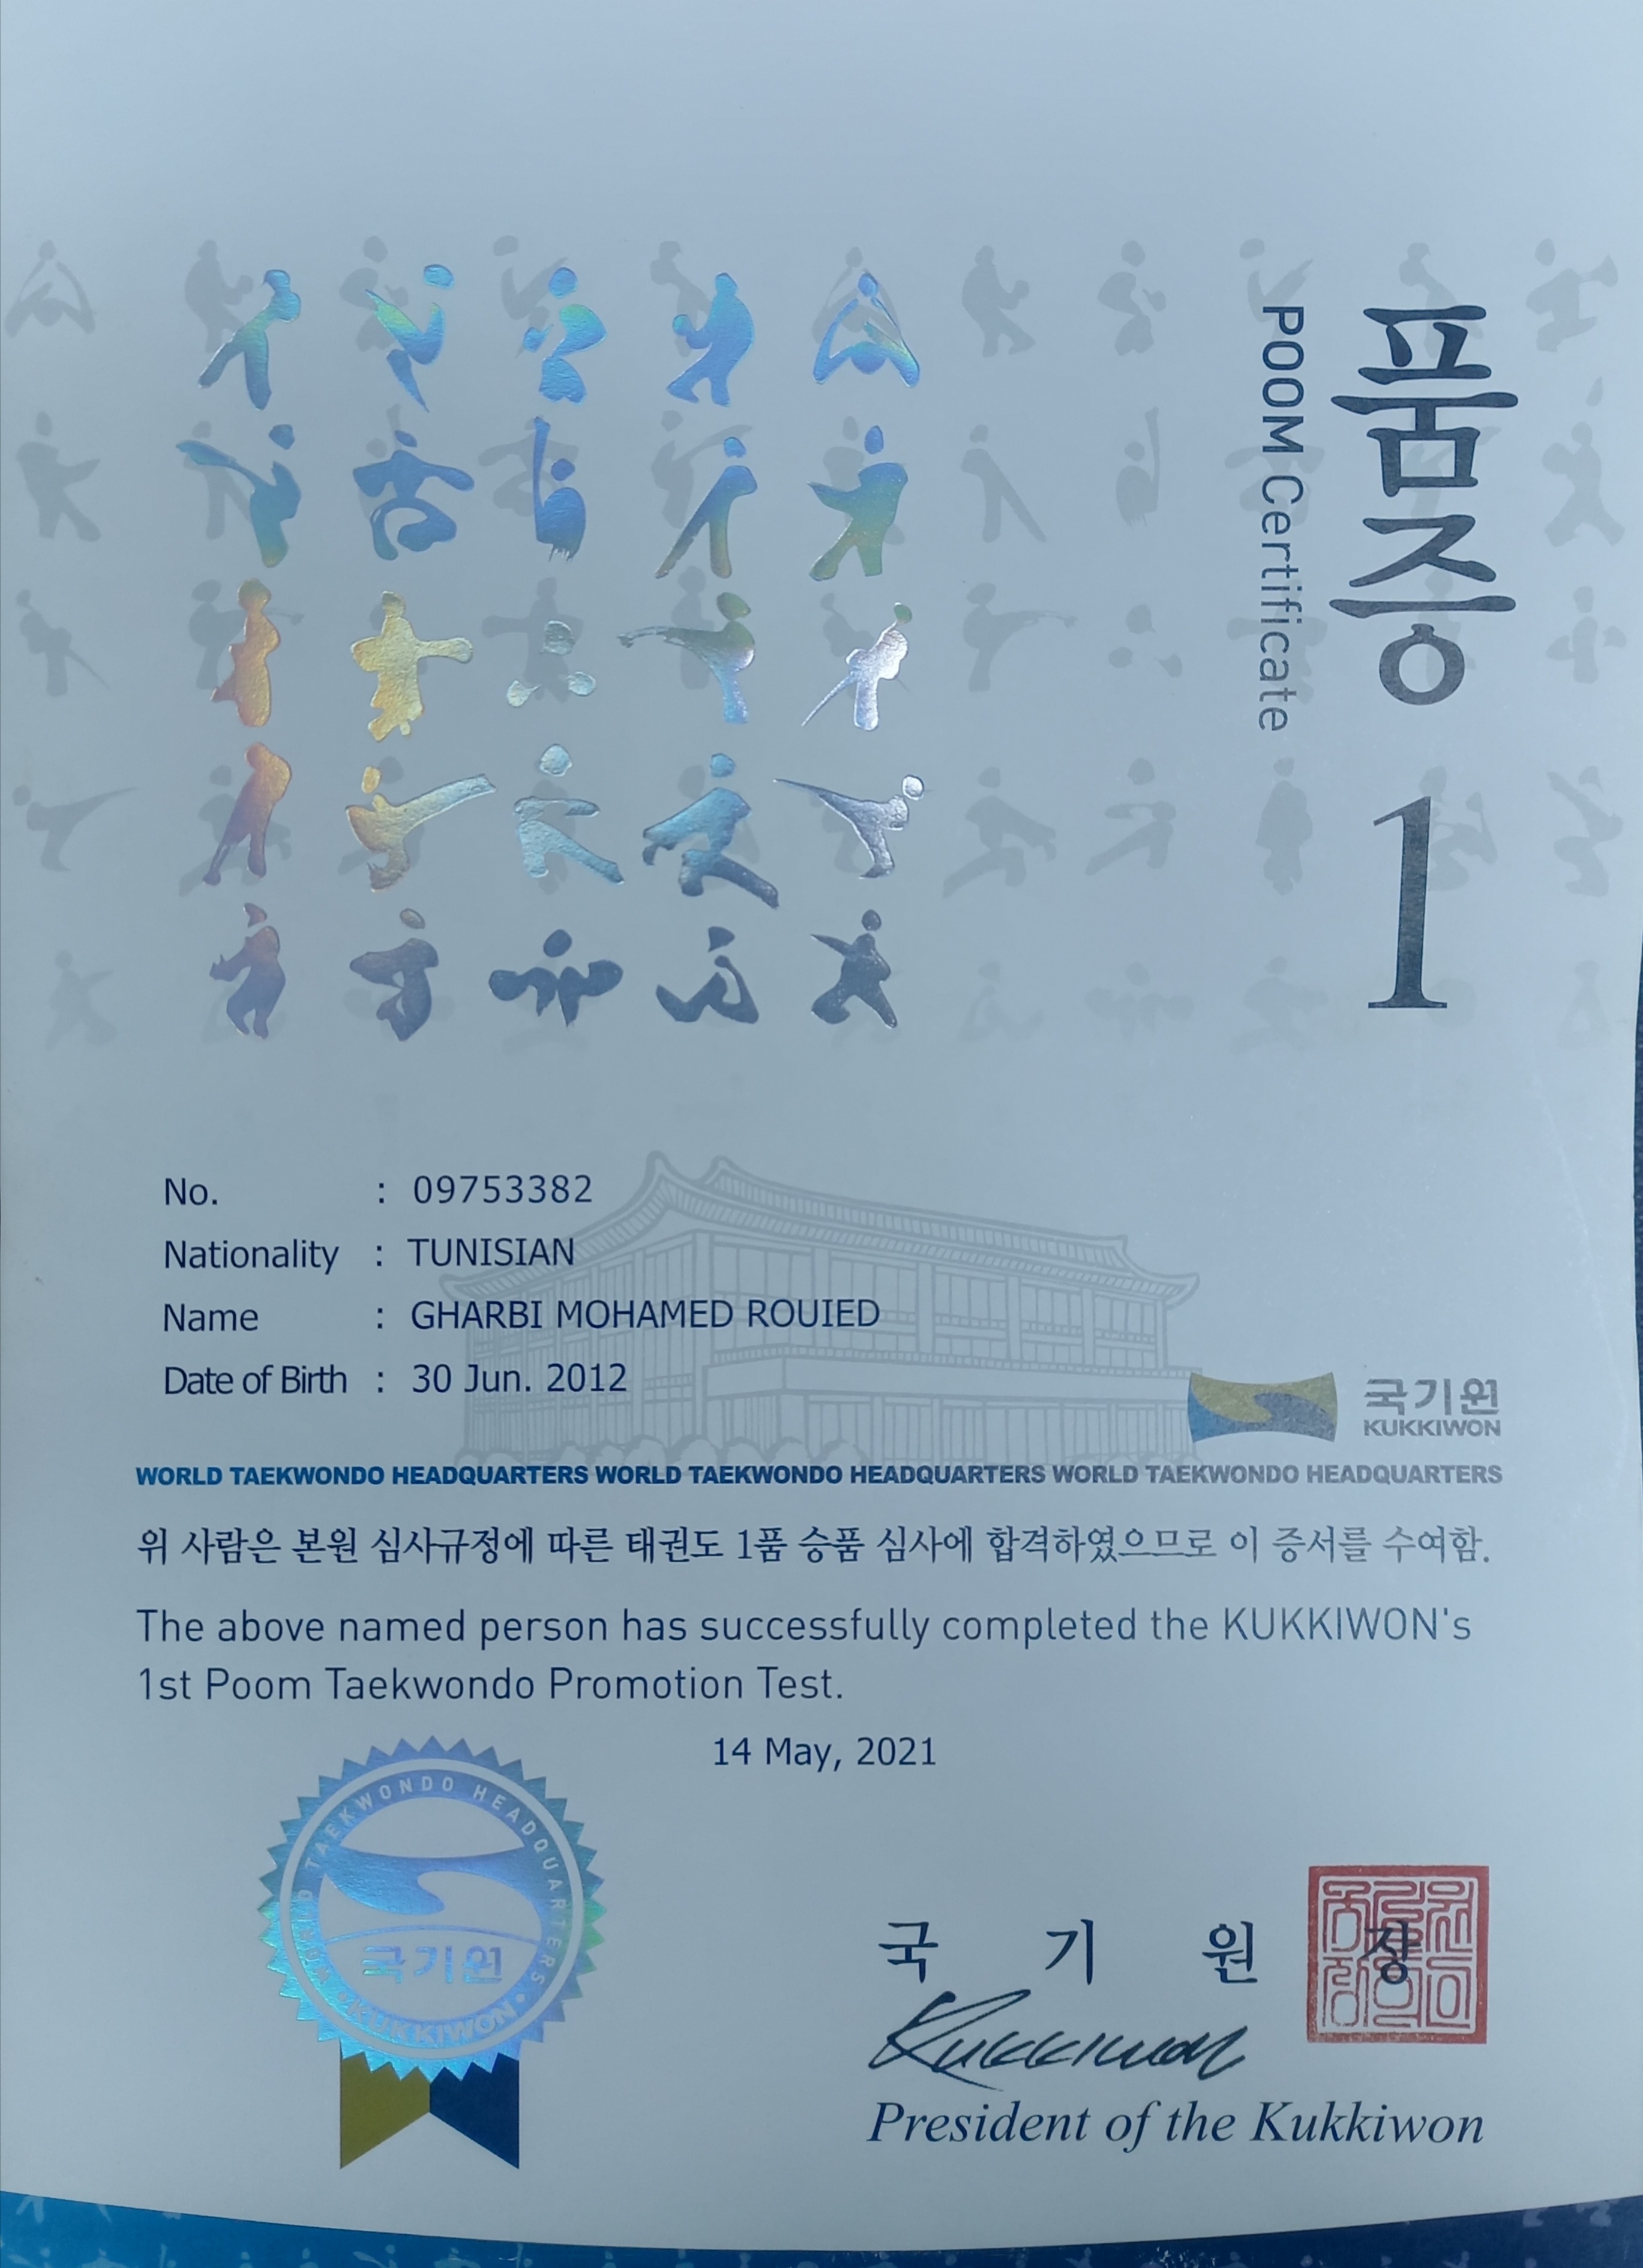 품증 1
POOM Certificate
No. : 09753382
Nationality : TUNISIAN
Name : GHARBI MOHAMED ROUIED
Date of Birth : 30 Jun. 2012
국기원
KUKKIWON
WORLD TAEKWONDO HEADQUARTERS WORLD TAEKWONDO HEADQUARTERS WORLD TAEKWONDO HEADQUARTERS
위 사람은 본원 심사규정에 따른 태권도 1품 승품 심사에 합격하였으므로 이 증서를 수여함.
The above named person has successfully completed the KUKKIWON's
1st Poom Taekwondo Promotion Test.
14 May, 2021
WORLD TAEKWONDO HEADQUARTERS
국기원
KUKKIWON
국 기 원 장
Kukkiwon
President of the Kukkiwon